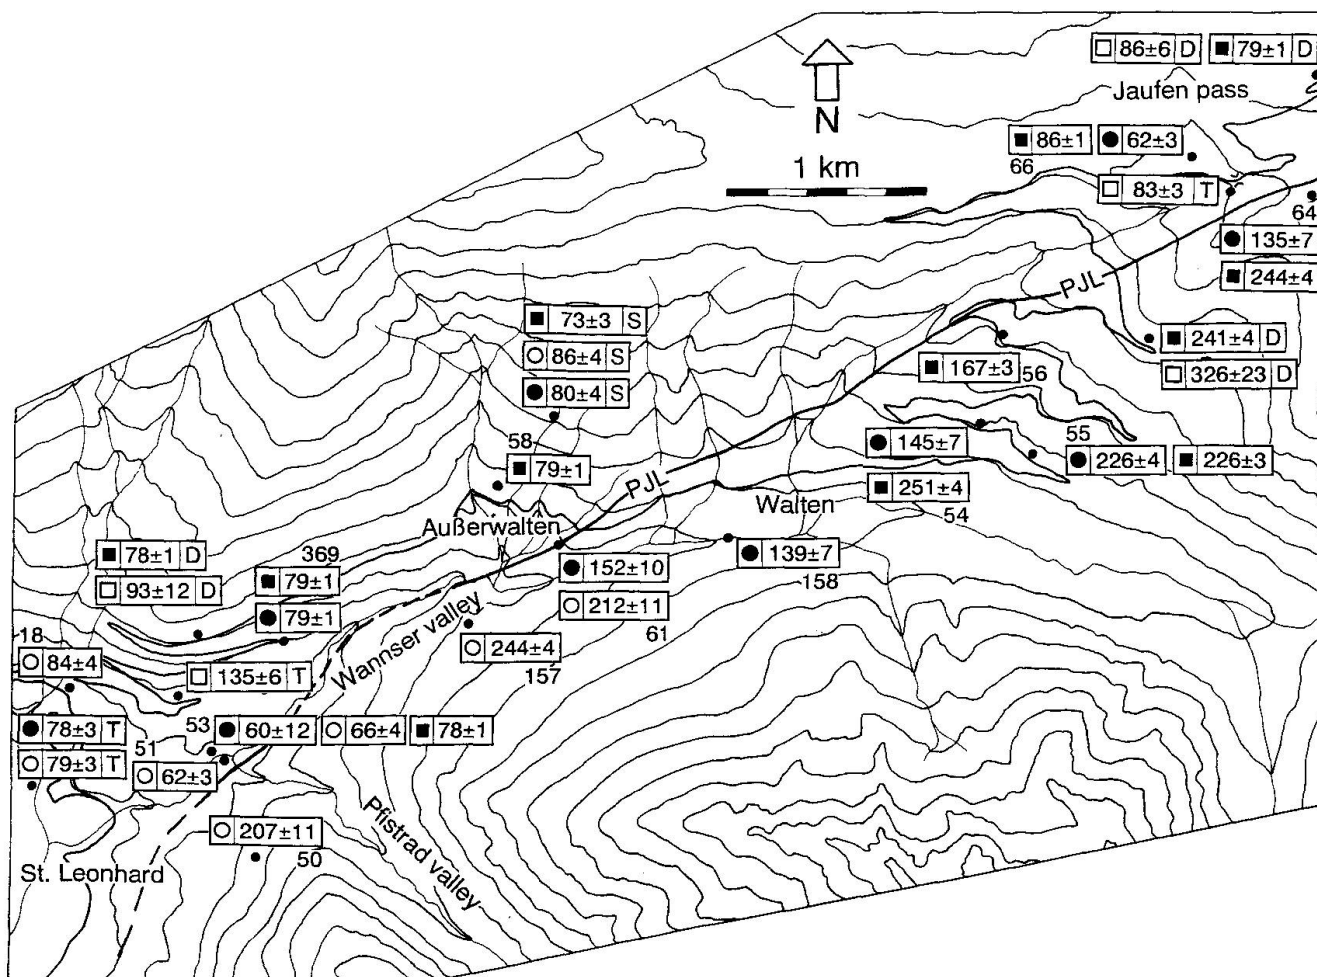 86±6 D 79±1 D
Jaufen pass
N
1 km
86±1 62±3
66
83±3 T
64
135±7
244±4
PJL
73±3 S
86±4 S
80±4 S
241±4 D
326±23 D
167±3
56
58
79±1
145±7
55
226±4 226±3
PJL
251±4
54
Walten
Außerwalten
78±1 D
93±12 D
369
79±1
79±1
152±10
139±7
158
212±11
61
Wannser valley
244±4
157
18
84±4
135±6 T
78±3 T
53
60±12 66±4 78±1
79±3 T
51
62±3
207±11
50
Pfistrad valley
St. Leonhard